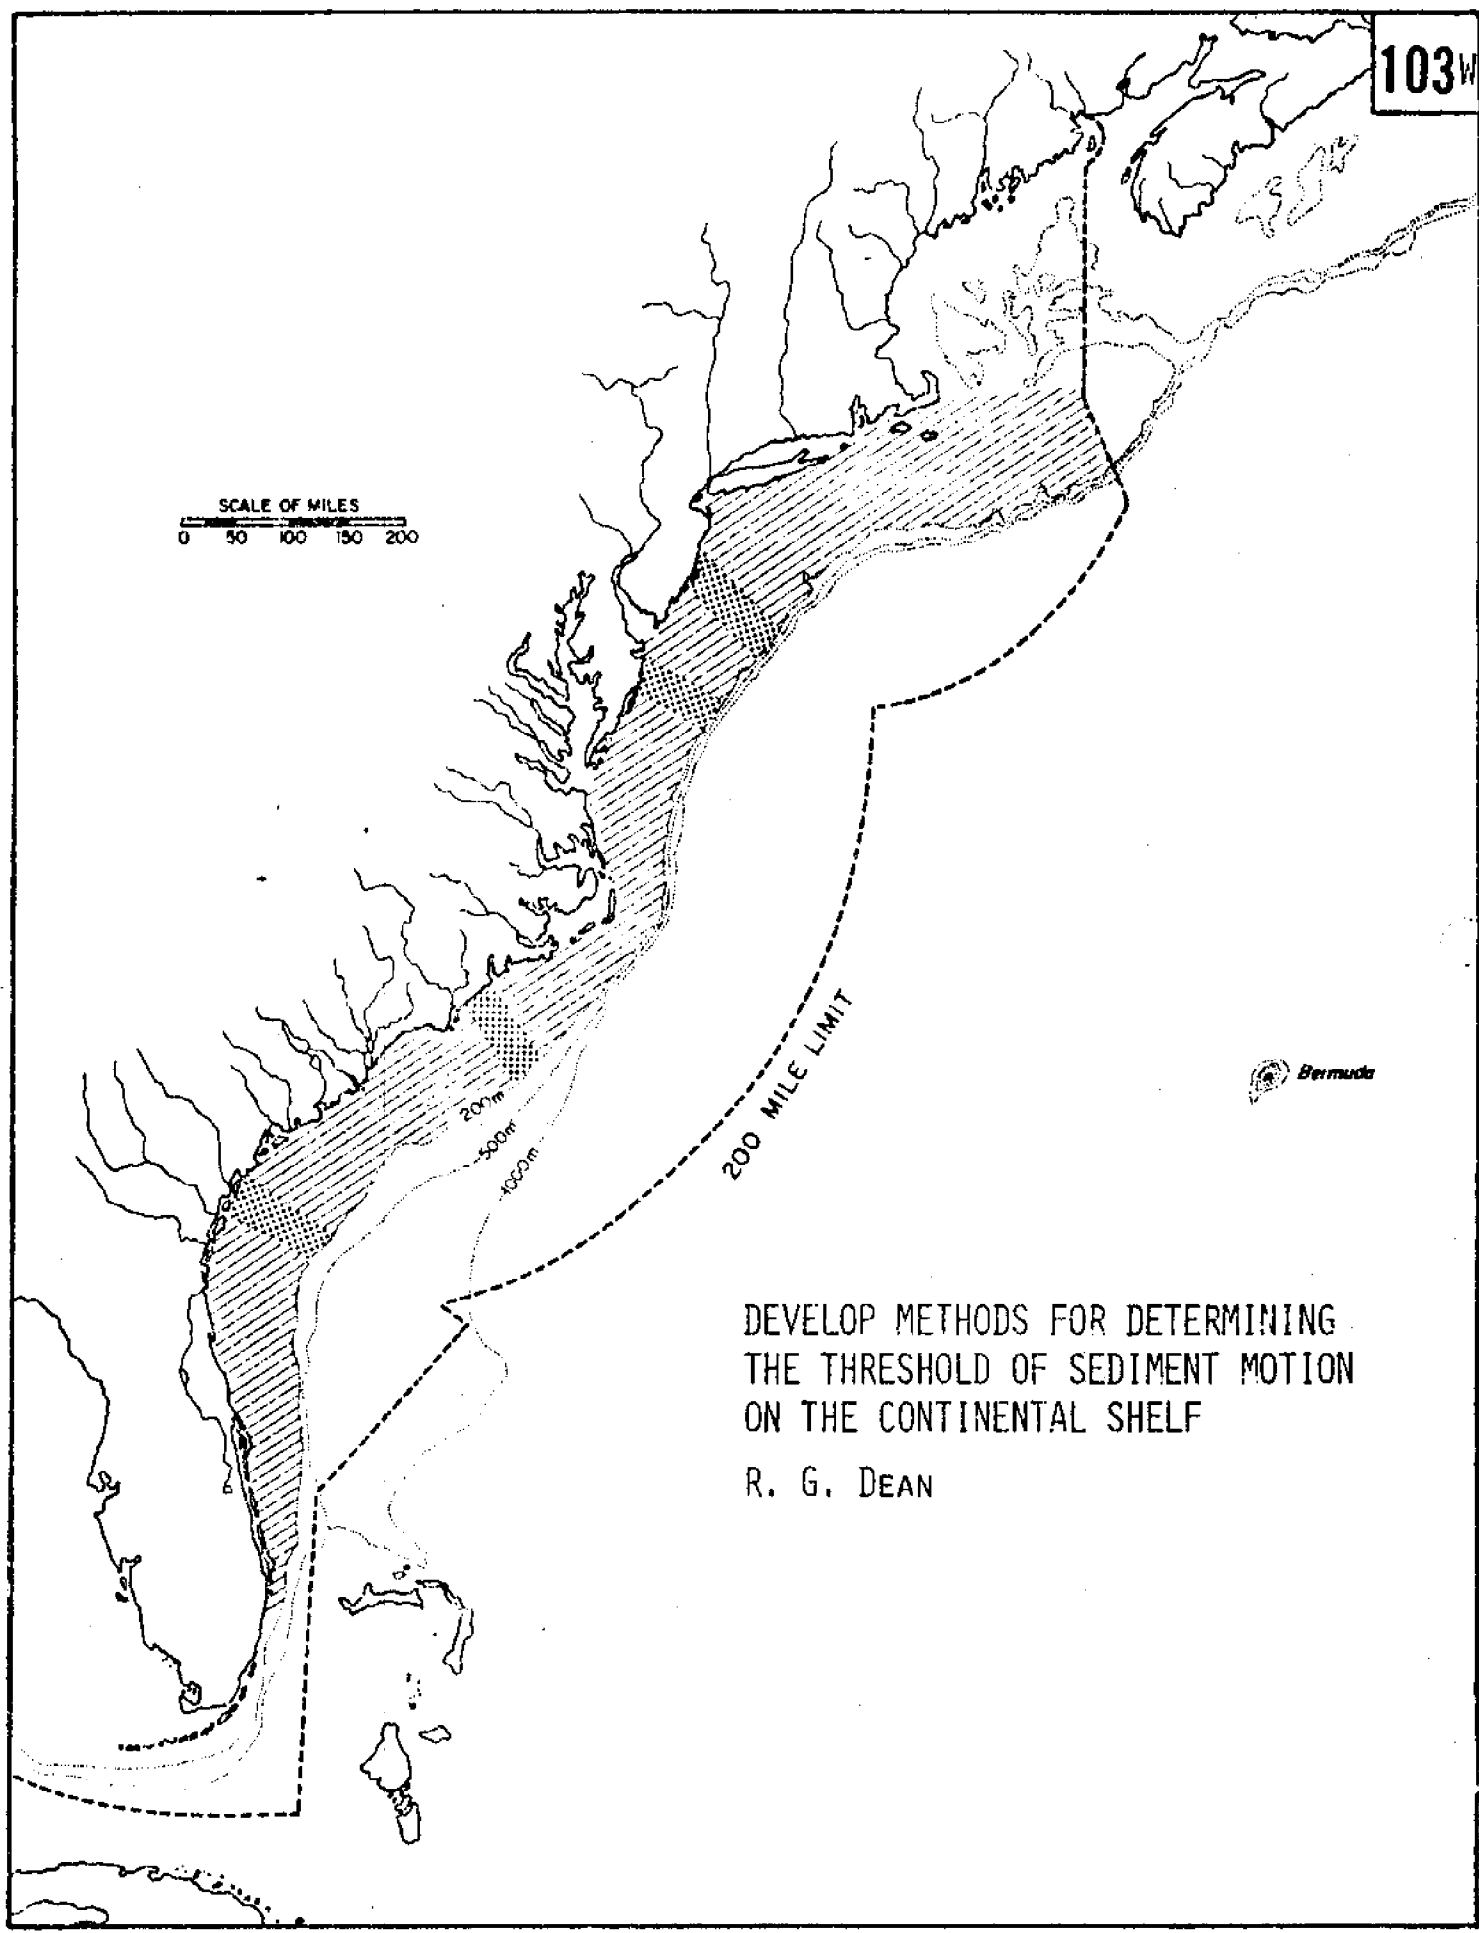 103W
SCALE OF MILES
0 50 100 150 200
Bermuda
200 MILE LIMIT
200m
500m
4000m
DEVELOP METHODS FOR DETERMINING
THE THRESHOLD OF SEDIMENT MOTION
ON THE CONTINENTAL SHELF
R. G. DEAN